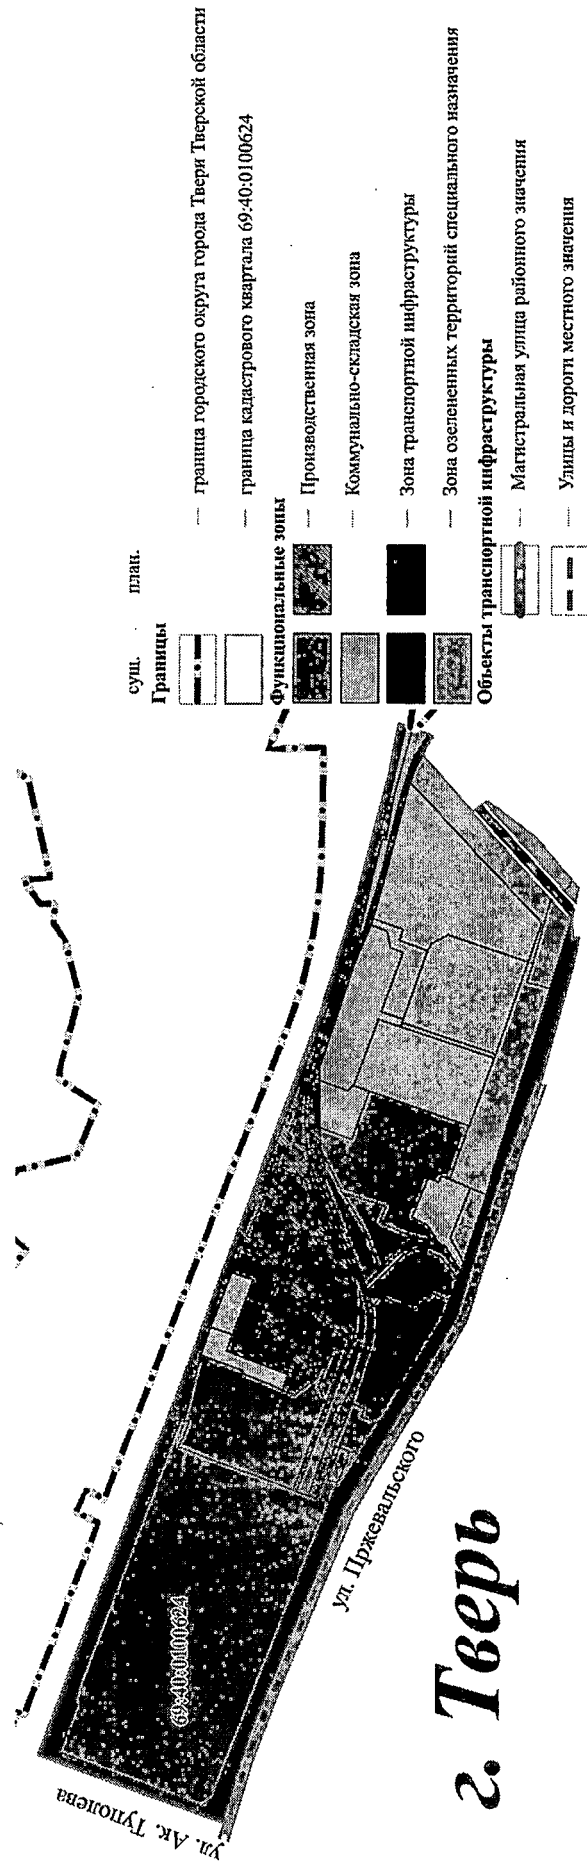 сущ. план.
Границы
— граница городского округа города Твери Тверской области
— граница кадастрового квартала 69:40:0100624
Функциональные зоны
— Производственная зона
— Коммунально-складская зона
— Зона транспортной инфраструктуры
— Зона озелененных территорий специального назначения
Объекты транспортной инфраструктуры
— Магистральная улица районного значения
— Улицы и дороги местного значения
ул. Ак. Туполева
69:40:0100624
ул. Пржевальского
г. Тверь